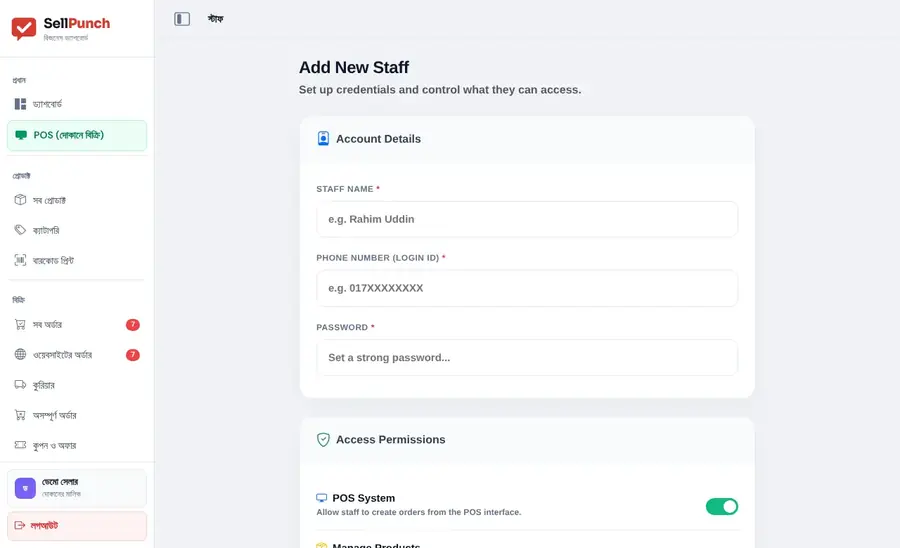 SellPunch
বিজনেস ড্যাশবোর্ড
প্রধান
ড্যাশবোর্ড
POS (দোকানে বিক্রি)
প্রোডাক্ট
সব প্রোডাক্ট
ক্যাটাগরি
বারকোড প্রিন্ট
বিক্রি
সব অর্ডার 7
ওয়েবসাইটের অর্ডার 7
কুরিয়ার
অসম্পূর্ণ অর্ডার
কুপন ও অফার
ড
ডেমো সেলার
দোকানের মালিক
লগআউট
স্টাফ
Add New Staff
Set up credentials and control what they can access.
Account Details
STAFF NAME *
e.g. Rahim Uddin
PHONE NUMBER (LOGIN ID) *
e.g. 017XXXXXXXX
PASSWORD *
Set a strong password...
Access Permissions
POS System
Allow staff to create orders from the POS interface.
Manage Products